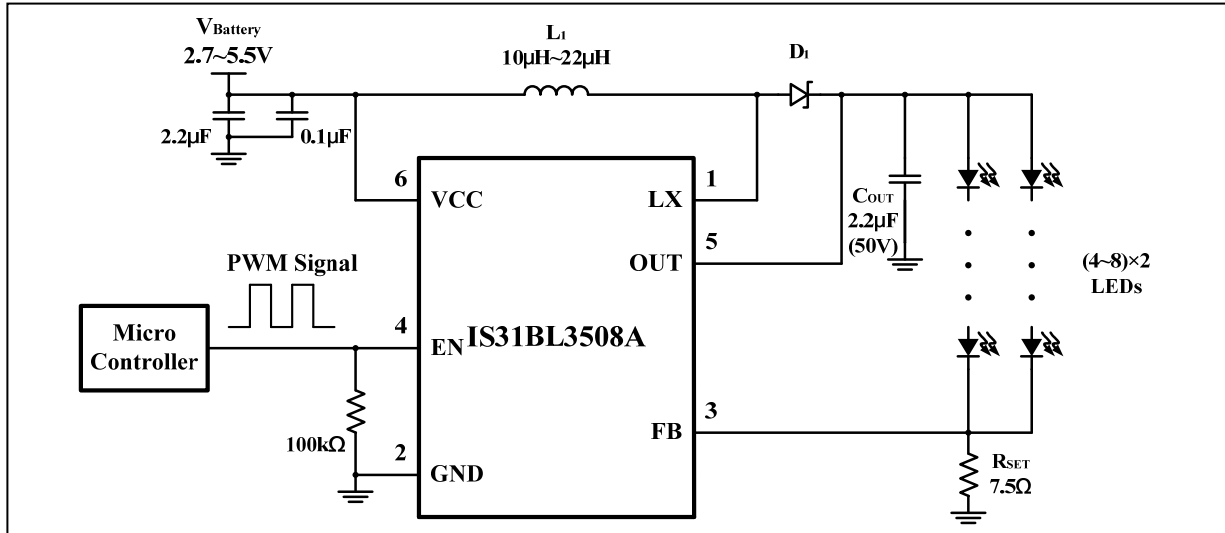 VBattery
2.7~5.5V
L1
10µH~22µH
D1
2.2µF
0.1µF
6
VCC
1
LX
COUT
2.2µF
(50V)
5
OUT
PWM Signal
(4~8)×2
LEDs
Micro
Controller
4
EN
IS31BL3508A
100kΩ
3
FB
2
GND
RSET
7.5Ω